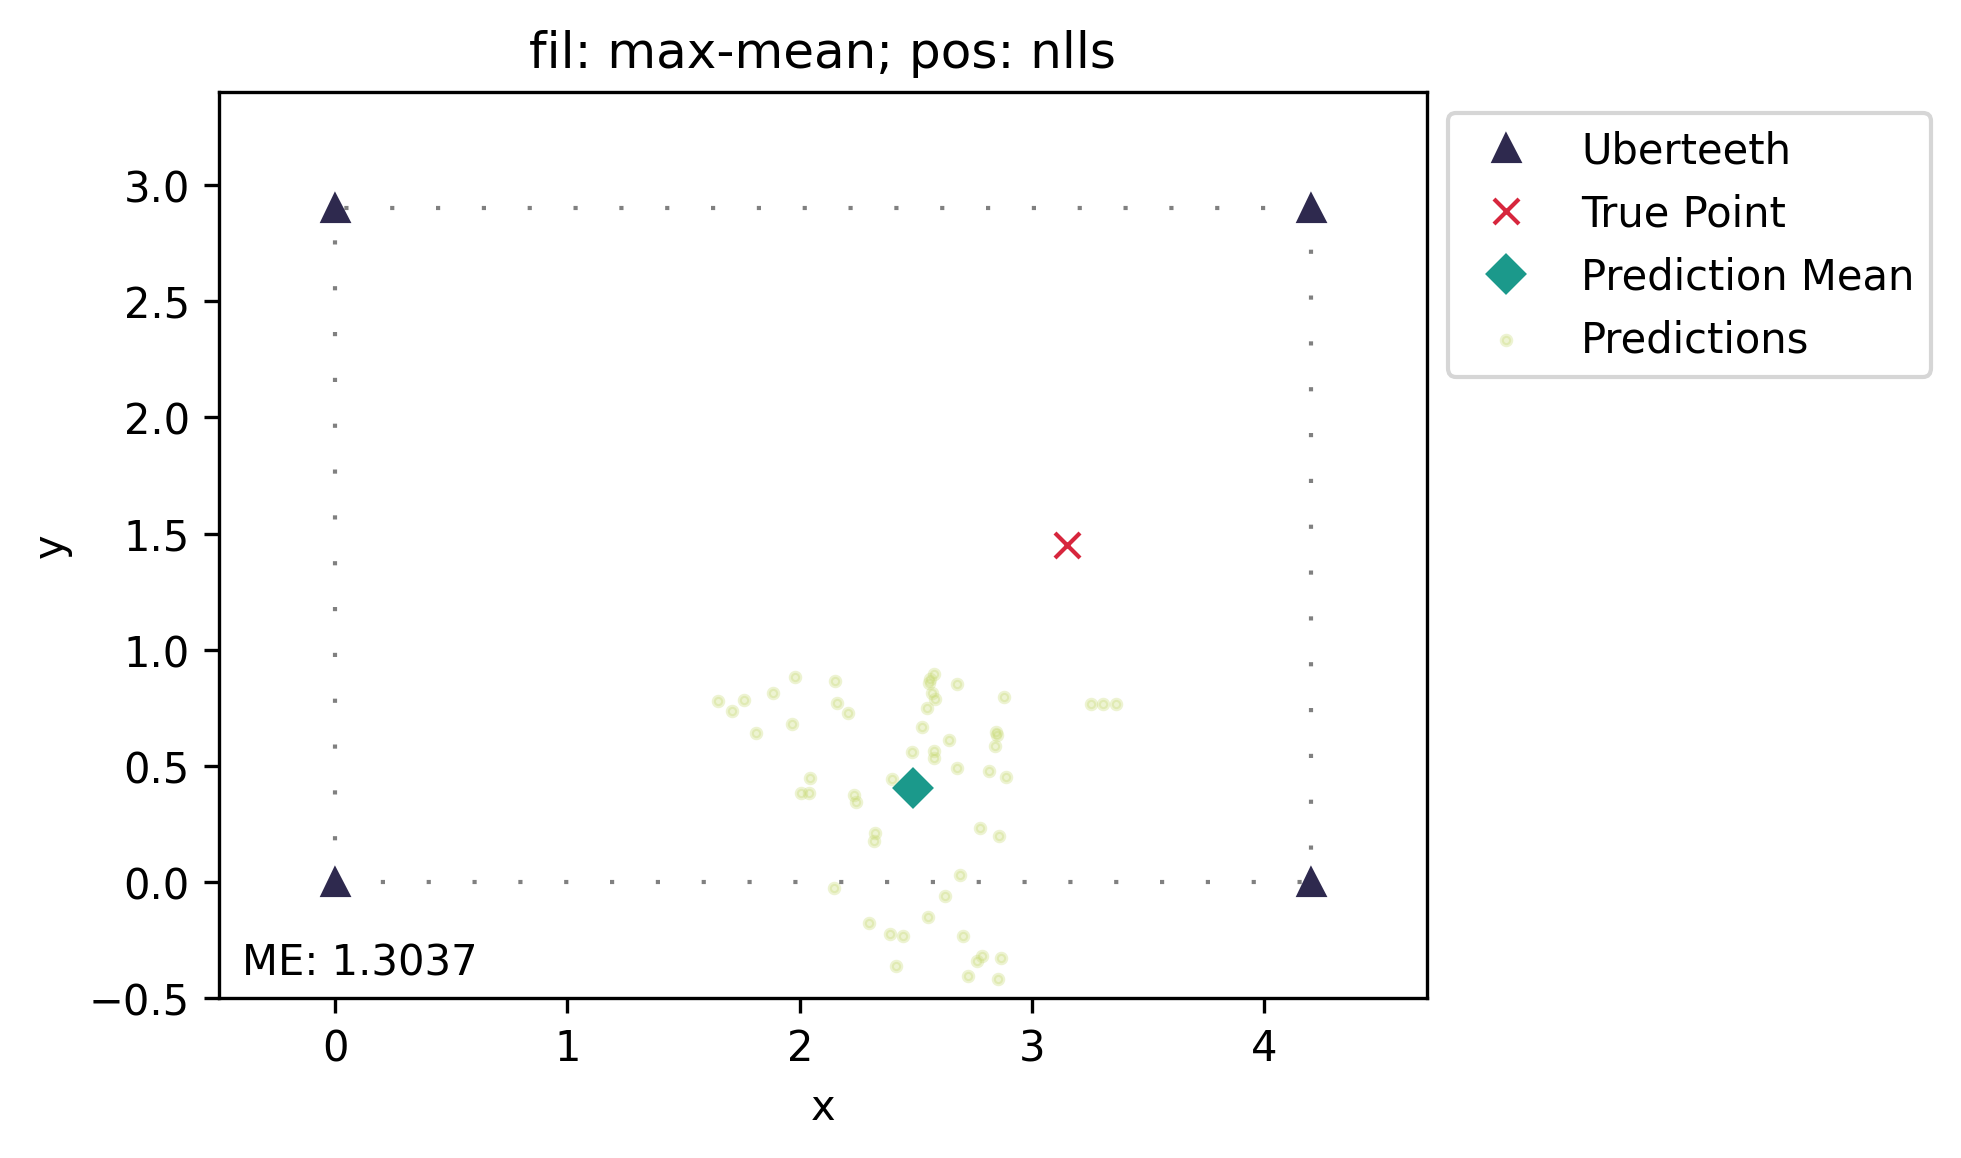 fil: max-mean; pos: nlls
Uberteeth
True Point
Prediction Mean
Predictions
3.0
2.5
2.0
1.5
1.0
0.5
0.0
−0.5
y
ME: 1.3037
0 1 2 3 4
x